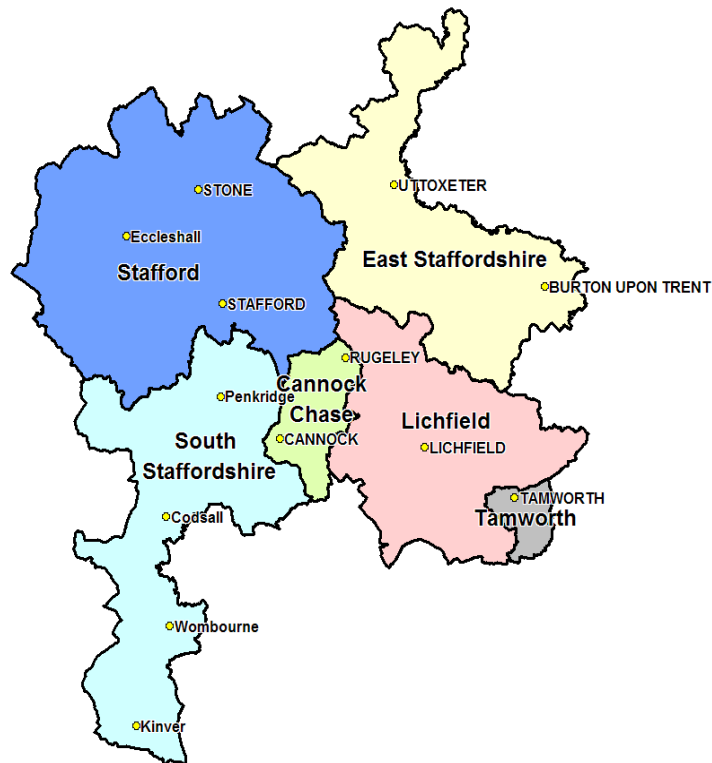 UTTOXETER
STONE
Eccleshall
East Staffordshire
Stafford
BURTON UPON TRENT
STAFFORD
RUGELEY
Cannock
Chase
Penkridge
Lichfield
South
Staffordshire
CANNOCK
LICHFIELD
TAMWORTH
Tamworth
Codsall
Wombourne
Kinver